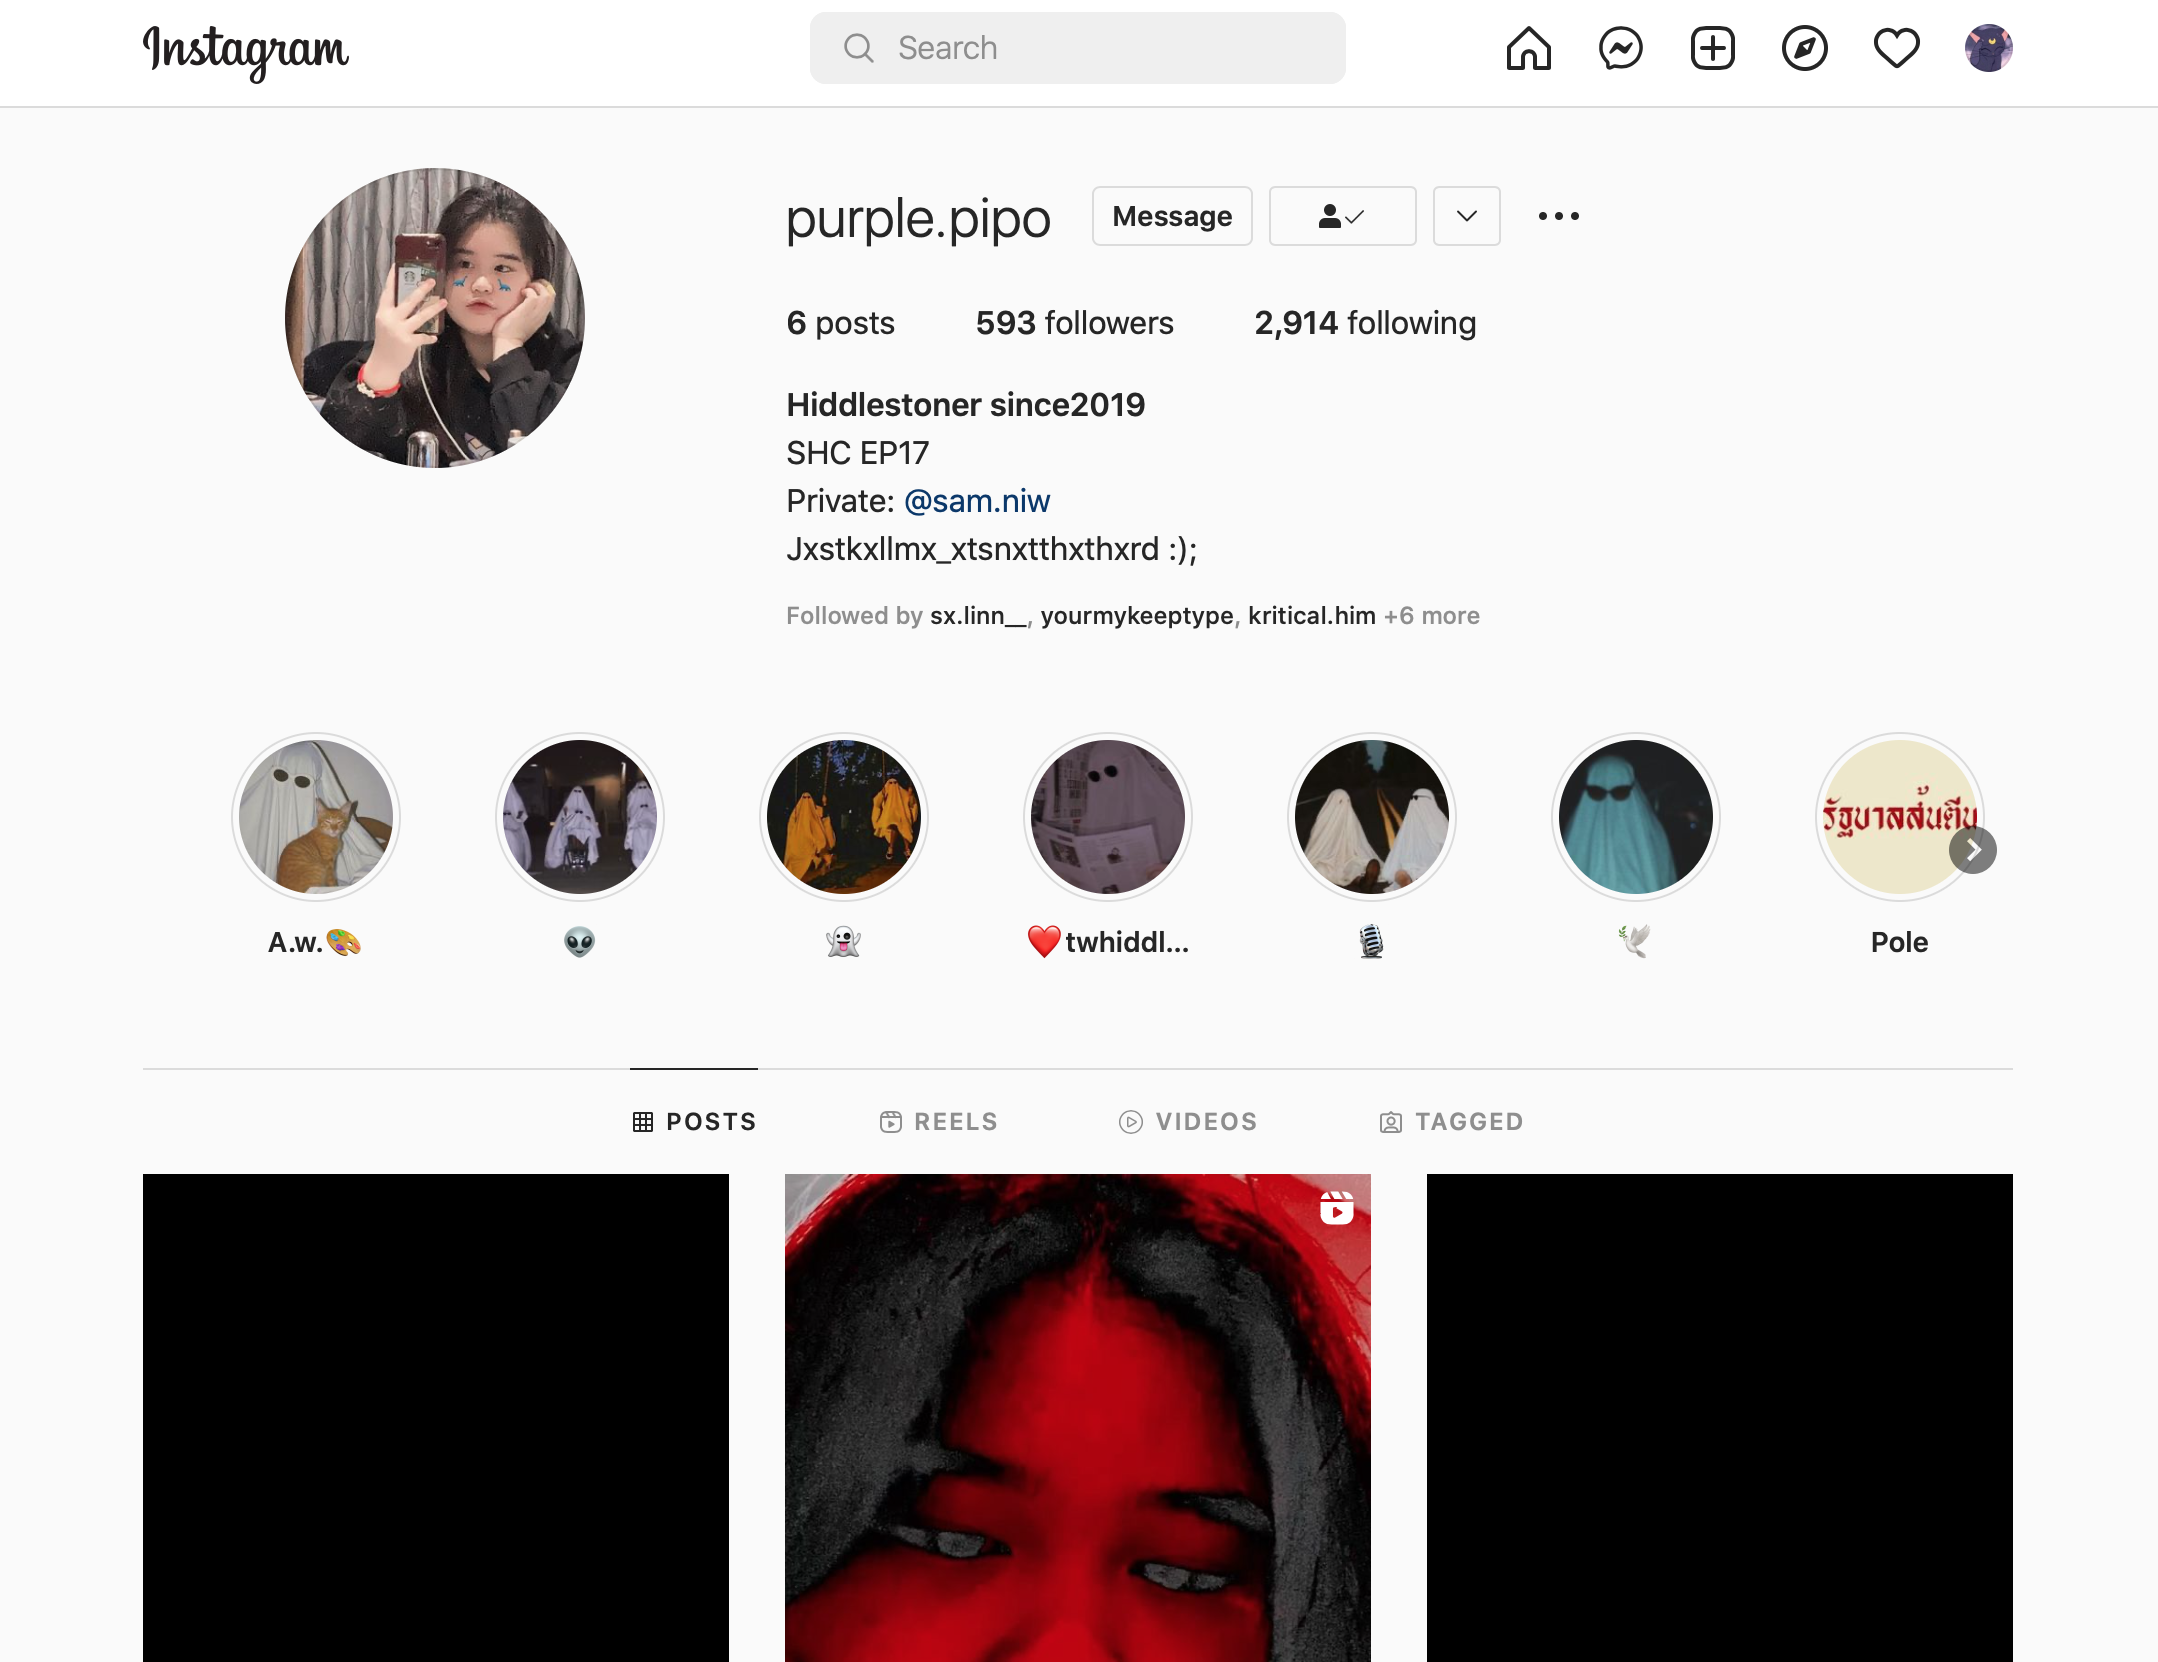 Instagram
Search
purple.pipo
Message
6 posts
593 followers
2,914 following
Hiddlestoner since2019
SHC EP17
Private: @sam.niw
Jxstkxllmx_xtsnxtthxthxrd :);
Followed by sx.linn__, yourmykeeptype, kritical.him +6 more
รัฐบาลส้นตีน
A.w.🎨
👽
👻
❤️twhiddl...
🎙️
🕊️
Pole
POSTS
REELS
VIDEOS
TAGGED